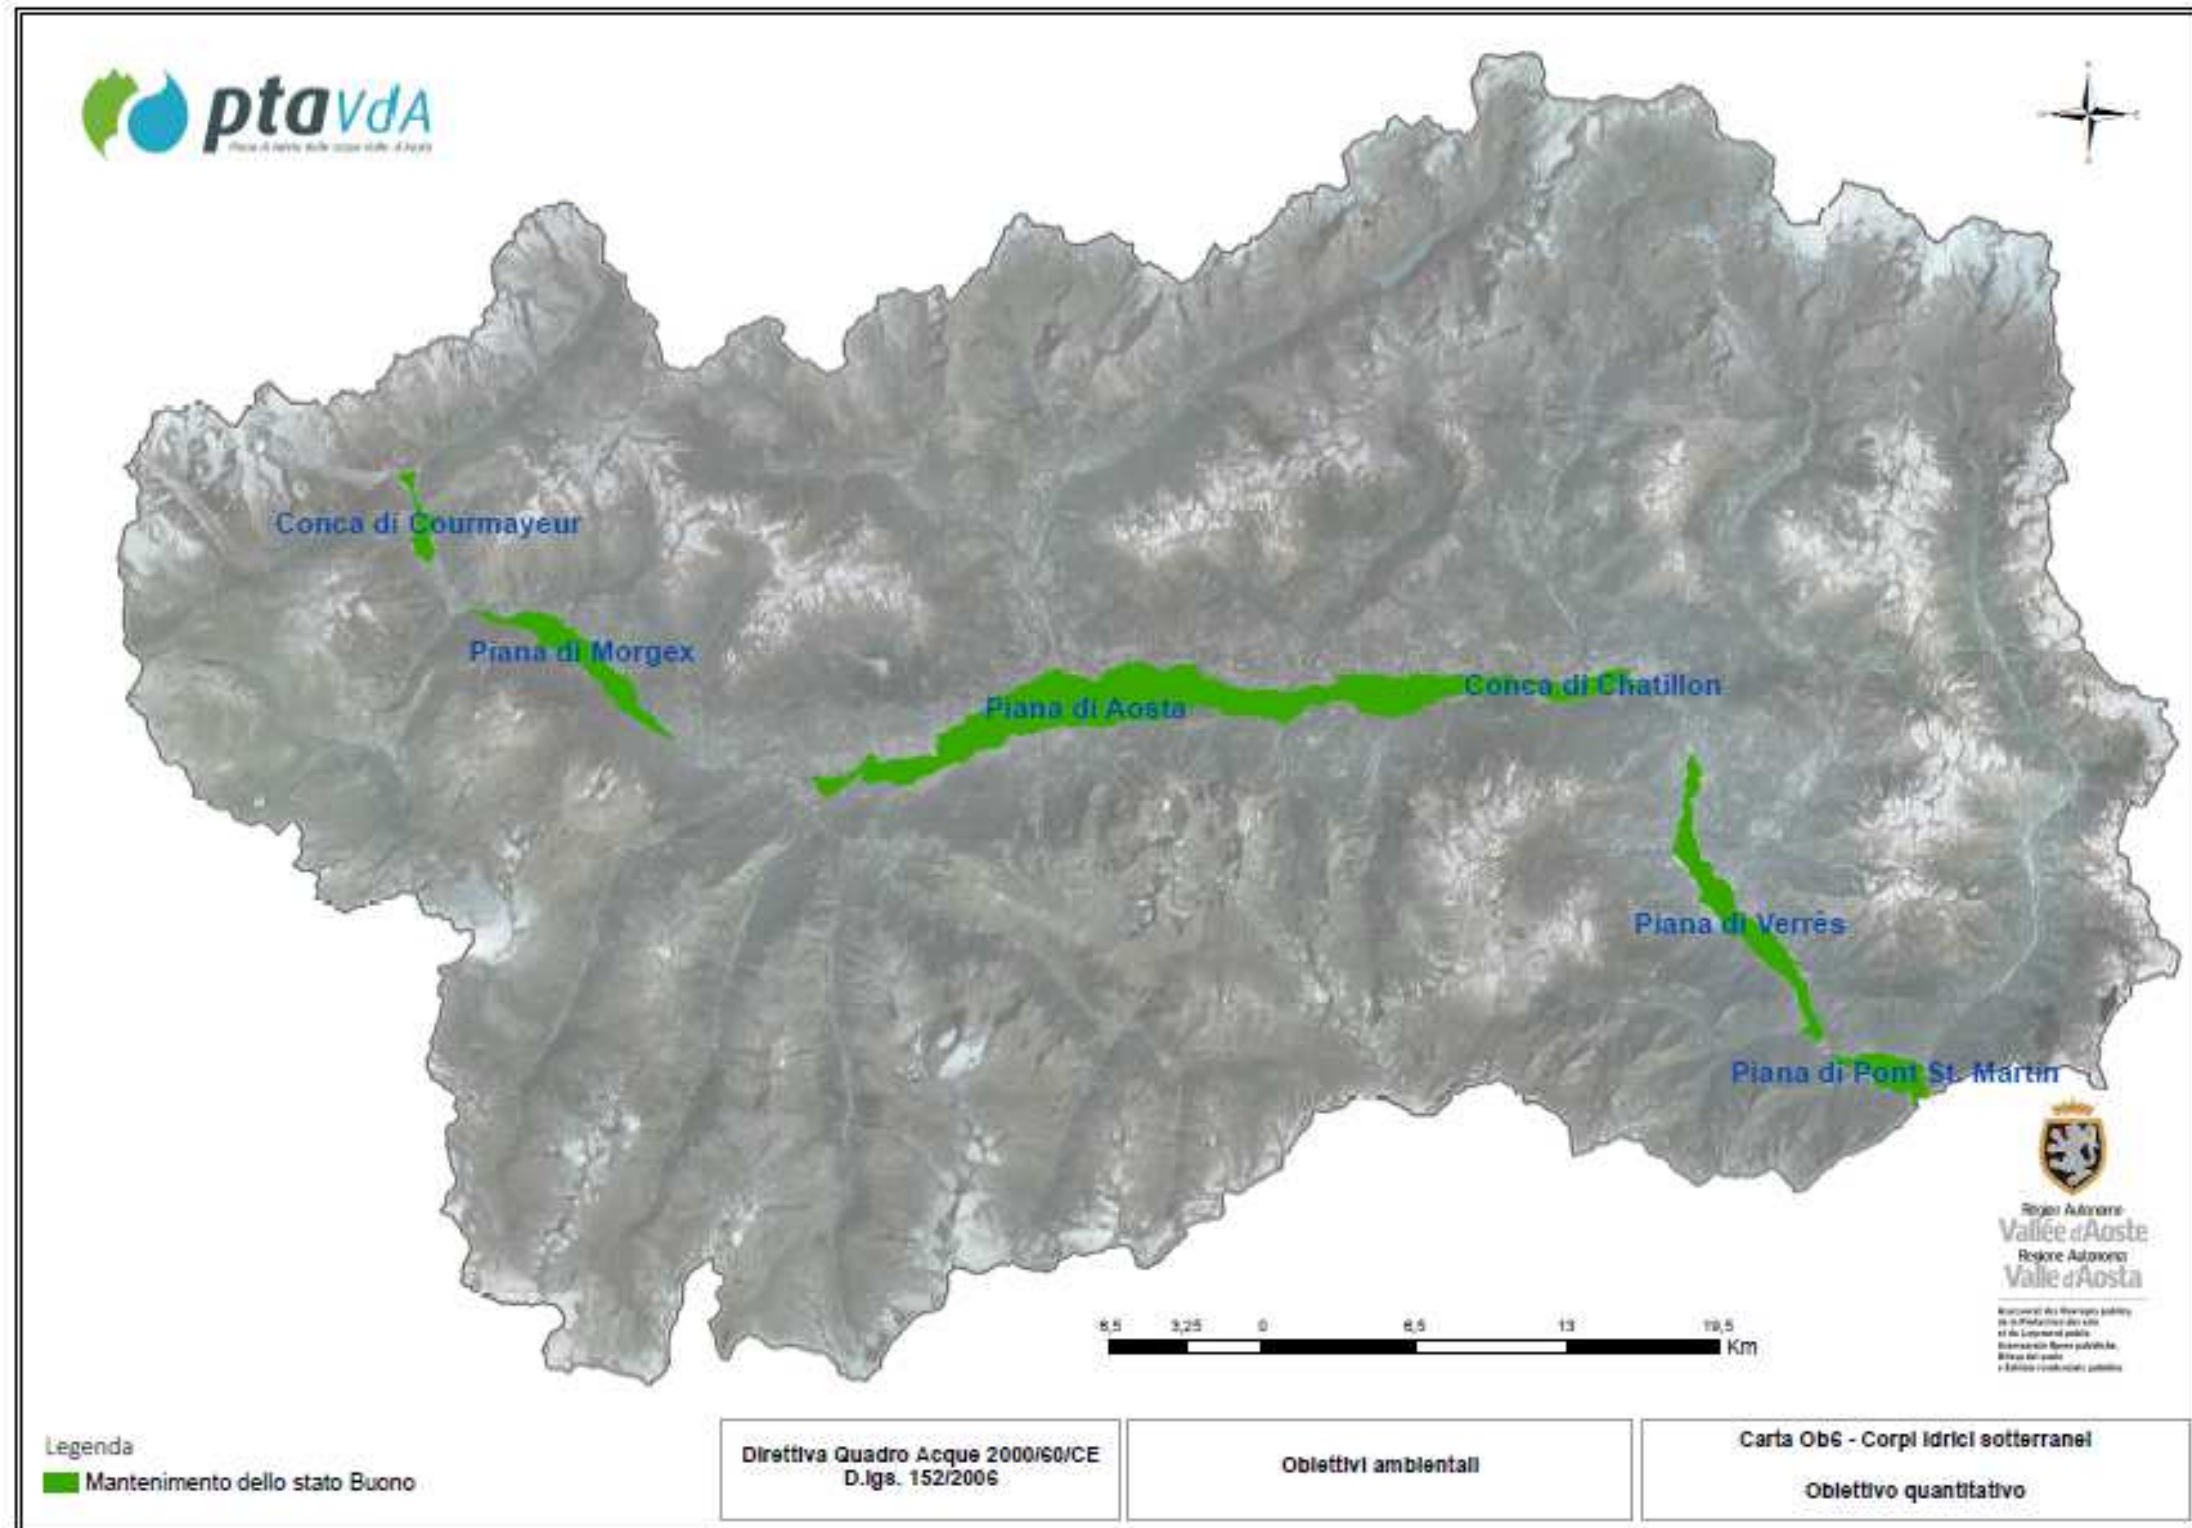 ptaVdA
Conca di Courmayeur
Piana di Morgex
Piana di Aosta
Conca di Chatillon
Piana di Verrès
Piana di Pont St. Martin
6,5 3,25 0 6,5 13 19,5
Km
Région Autonome
Vallée d'Aoste
Regione Autonoma
Valle d'Aosta
Legenda
Mantenimento dello stato Buono
Direttiva Quadro Acque 2000/60/CE
D.lgs. 152/2006
Obiettivi ambientali
Carta Ob6 - Corpi idrici sotterranei
Obiettivo quantitativo